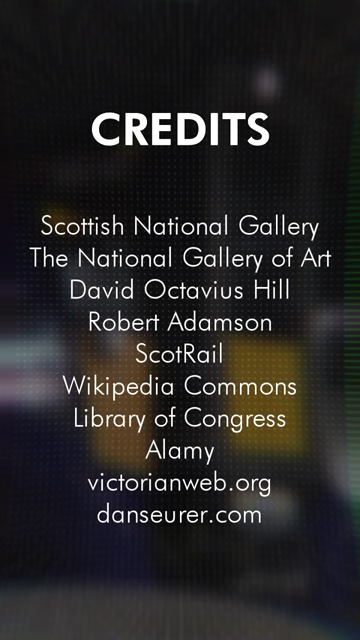 CREDITS
Scottish National Gallery
The National Gallery of Art
David Octavius Hill
Robert Adamson
ScotRail
Wikipedia Commons
Library of Congress
Alamy
victorianweb.org
danseurer.com